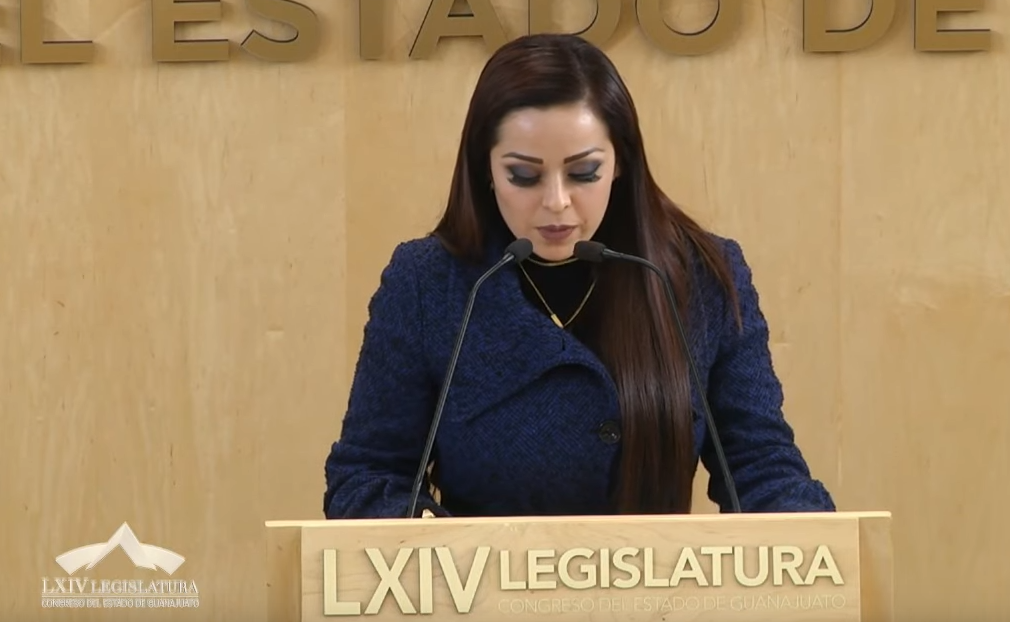 EL ESTADO DE
LXIV LEGISLATURA
CONGRESO DEL ESTADO DE GUANAJUATO
LXIV LEGISLATURA
CONGRESO DEL ESTADO DE GUANAJUATO